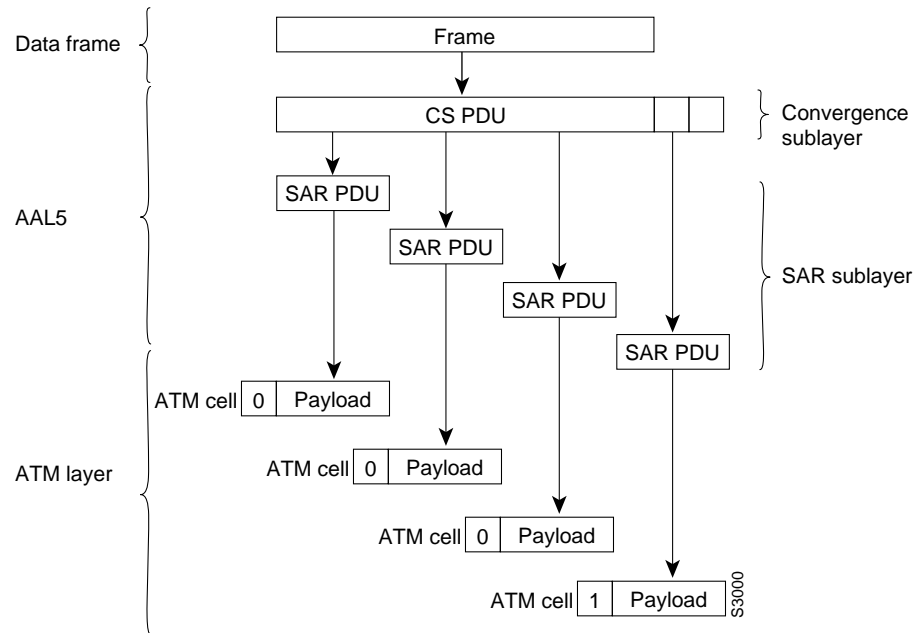 Frame
Data frame
CS PDU
Convergence
sublayer
SAR PDU
AAL5
SAR PDU
SAR sublayer
SAR PDU
SAR PDU
ATM cell 0 Payload
ATM layer
ATM cell 0 Payload
ATM cell 0 Payload
ATM cell 1 Payload
S3000